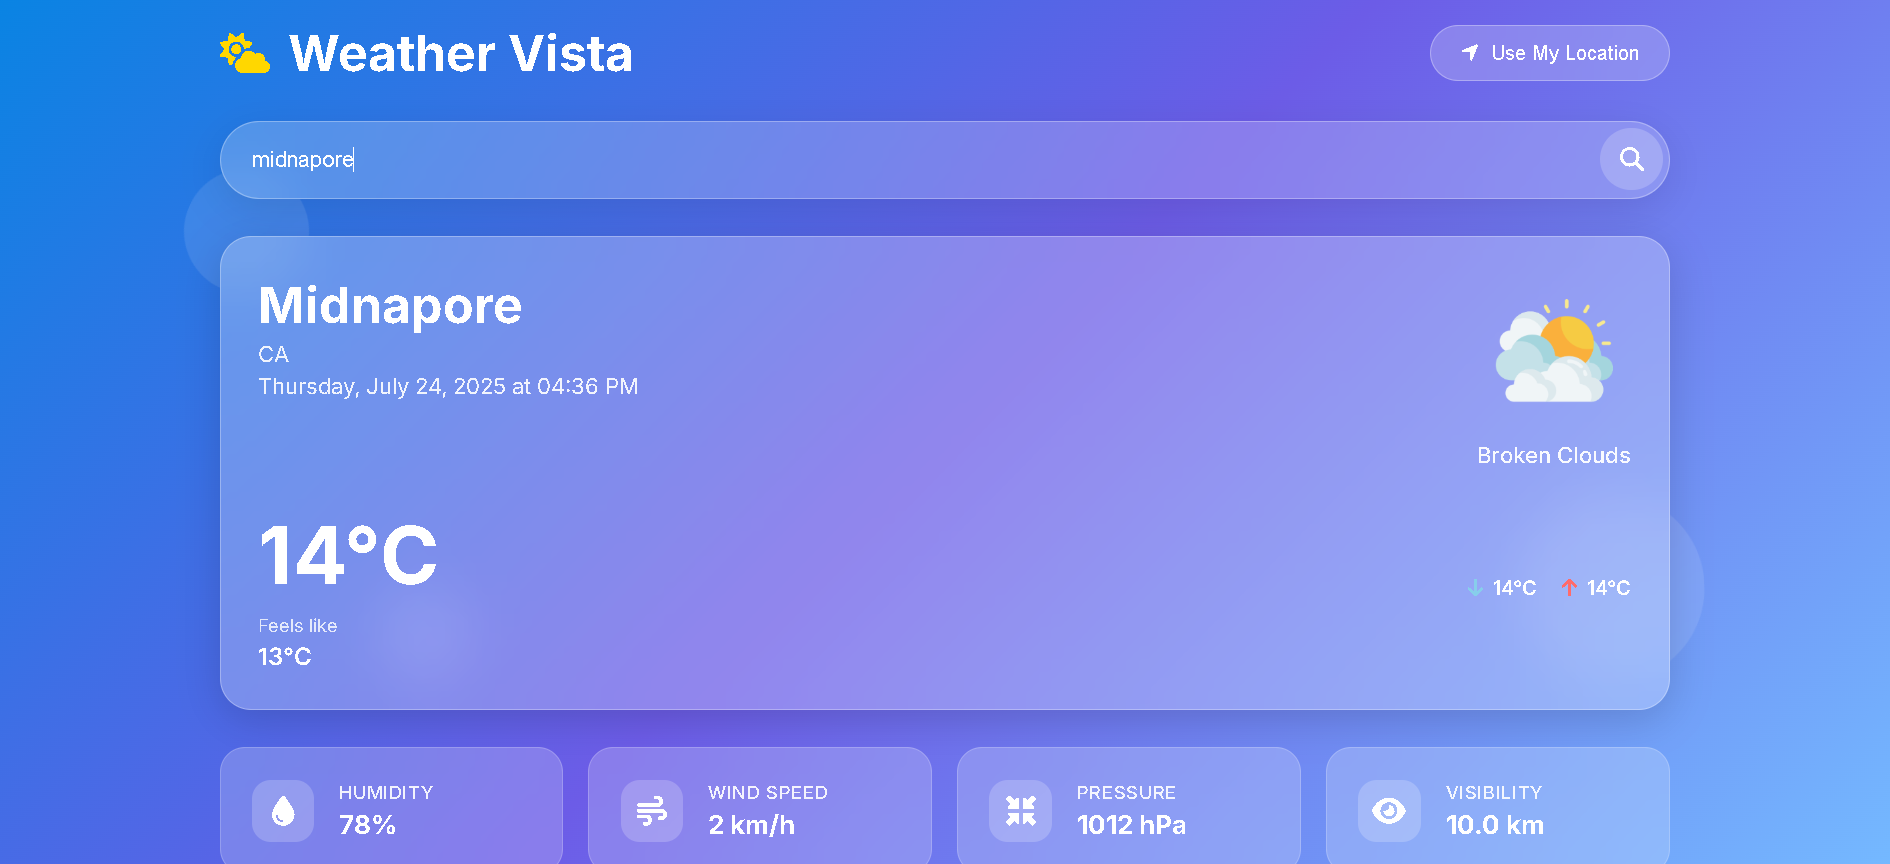 Weather Vista
Use My Location
midnapore
Midnapore
CA
Thursday, July 24, 2025 at 04:36 PM
Broken Clouds
14°C
14°C 14°C
Feels like
13°C
HUMIDITY
78%
WIND SPEED
2 km/h
PRESSURE
1012 hPa
VISIBILITY
10.0 km